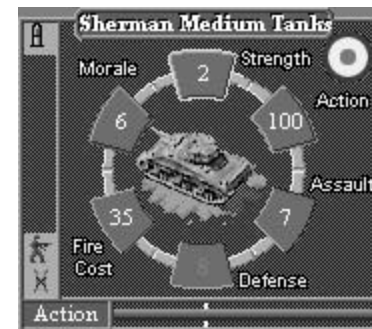 Sherman Medium Tanks
Strength
2
Morale
Action
6
100
Assault
35
7
Fire
Cost
Defense
Action